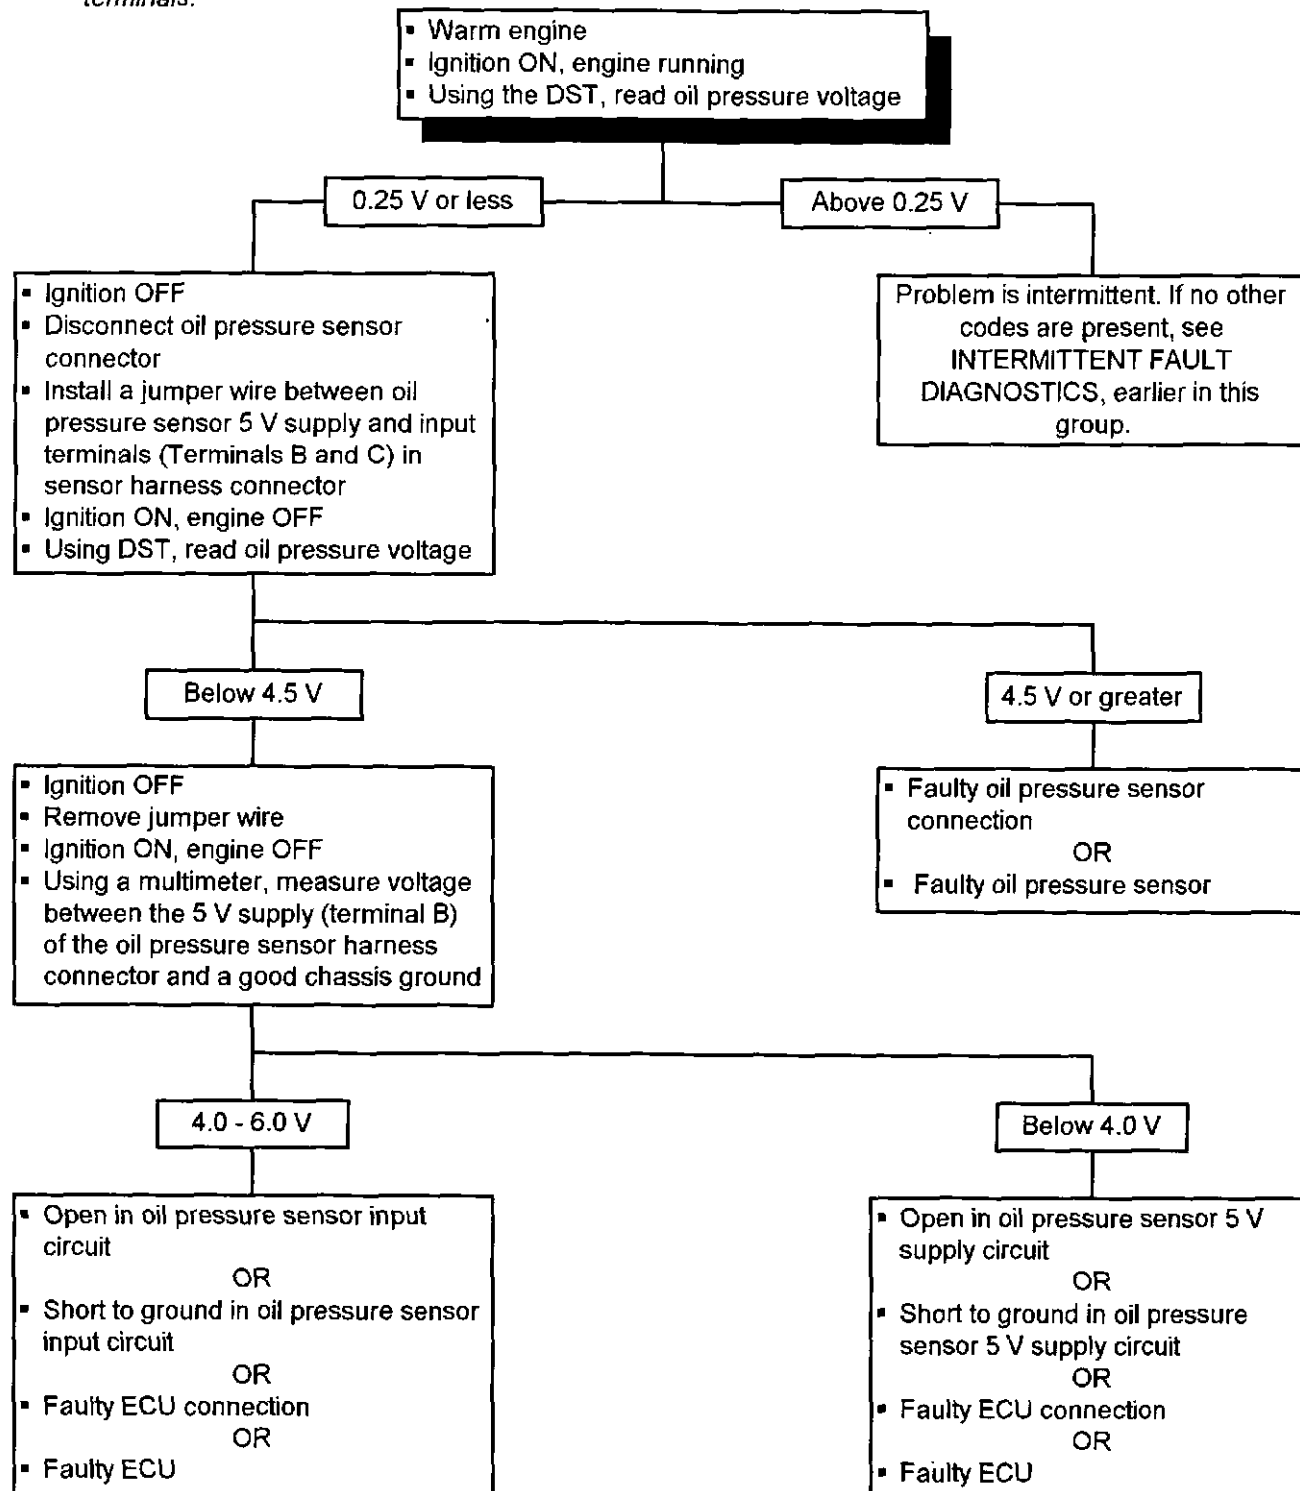 terminals.
▪ Warm engine
▪ Ignition ON, engine running
▪ Using the DST, read oil pressure voltage
0.25 V or less
Above 0.25 V
▪ Ignition OFF
▪ Disconnect oil pressure sensor
connector
▪ Install a jumper wire between oil
pressure sensor 5 V supply and input
terminals (Terminals B and C) in
sensor harness connector
▪ Ignition ON, engine OFF
▪ Using DST, read oil pressure voltage
Problem is intermittent. If no other
codes are present, see
INTERMITTENT FAULT
DIAGNOSTICS, earlier in this
group.
Below 4.5 V
4.5 V or greater
▪ Ignition OFF
▪ Remove jumper wire
▪ Ignition ON, engine OFF
▪ Using a multimeter, measure voltage
between the 5 V supply (terminal B)
of the oil pressure sensor harness
connector and a good chassis ground
▪ Faulty oil pressure sensor
connection
OR
▪ Faulty oil pressure sensor
4.0 - 6.0 V
Below 4.0 V
▪ Open in oil pressure sensor input
circuit
OR
▪ Short to ground in oil pressure sensor
input circuit
OR
▪ Faulty ECU connection
OR
▪ Faulty ECU
▪ Open in oil pressure sensor 5 V
supply circuit
OR
▪ Short to ground in oil pressure
sensor 5 V supply circuit
OR
▪ Faulty ECU connection
OR
▪ Faulty ECU